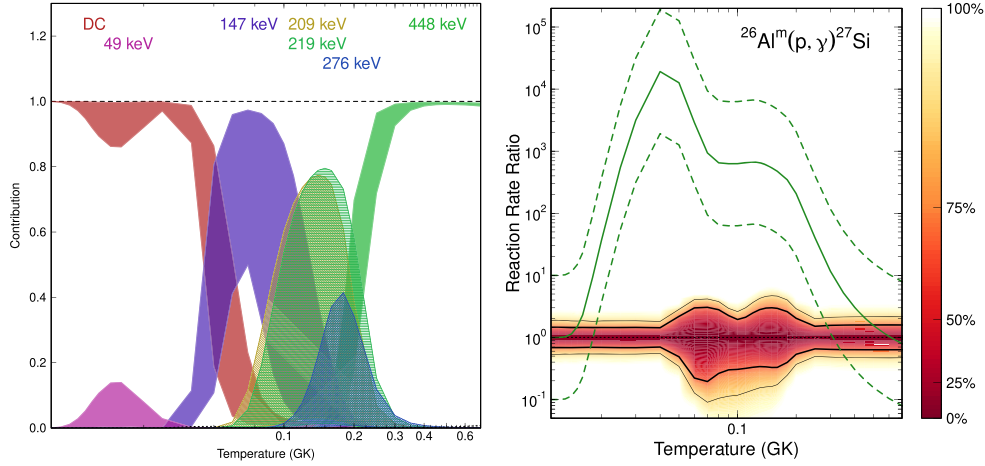 DC 147 keV 209 keV 448 keV
49 keV 219 keV
276 keV
1.2
1.0
0.8
0.6
0.4
0.2
0.0
Contribution
0.1 0.2 0.3 0.4 0.6
Temperature (GK)
²⁶Alᵐ(p, γ)²⁷Si
10⁵
10⁴
10³
10²
10¹
10⁰
10⁻¹
Reaction Rate Ratio
0.1
Temperature (GK)
100%
75%
50%
25%
0%